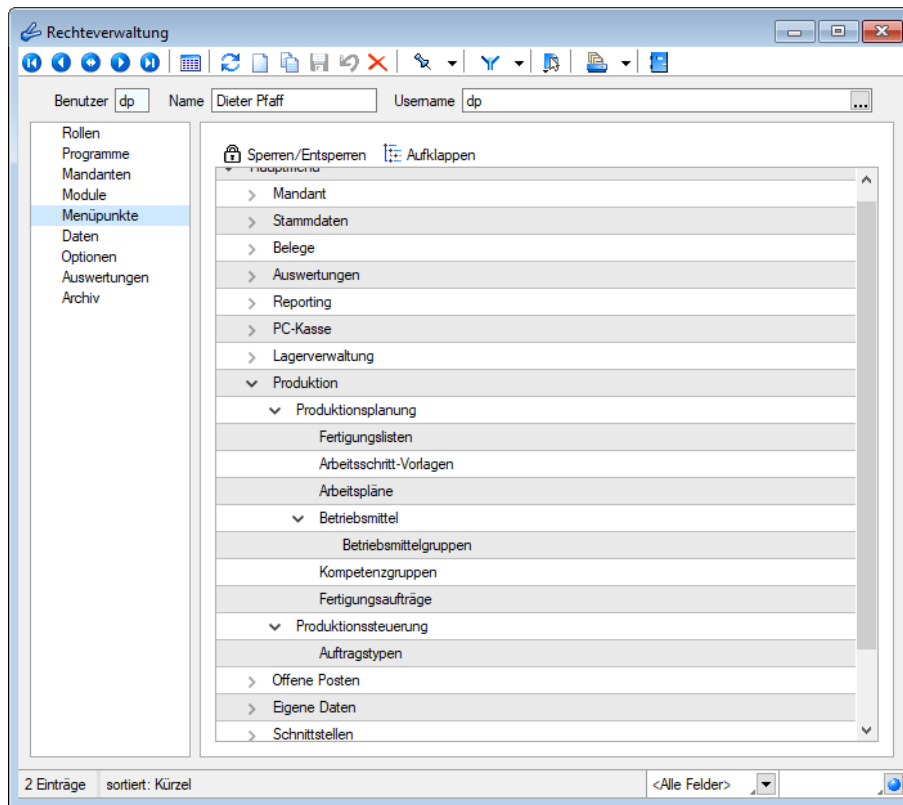 Rechteverwaltung
Benutzer dp Name Dieter Pfaff Username dp ...
Rollen
Programme
Mandanten
Module
Menüpunkte
Daten
Optionen
Auswertungen
Archiv
Sperren/Entsperren Aufklappen
Hauptmenü
Mandant
Stammdaten
Belege
Auswertungen
Reporting
PC-Kasse
Lagerverwaltung
Produktion
Produktionsplanung
Fertigungslisten
Arbeitsschritt-Vorlagen
Arbeitspläne
Betriebsmittel
Betriebsmittelgruppen
Kompetenzgruppen
Fertigungsaufträge
Produktionssteuerung
Auftragstypen
Offene Posten
Eigene Daten
Schnittstellen
2 Einträge sortiert: Kürzel <Alle Felder>